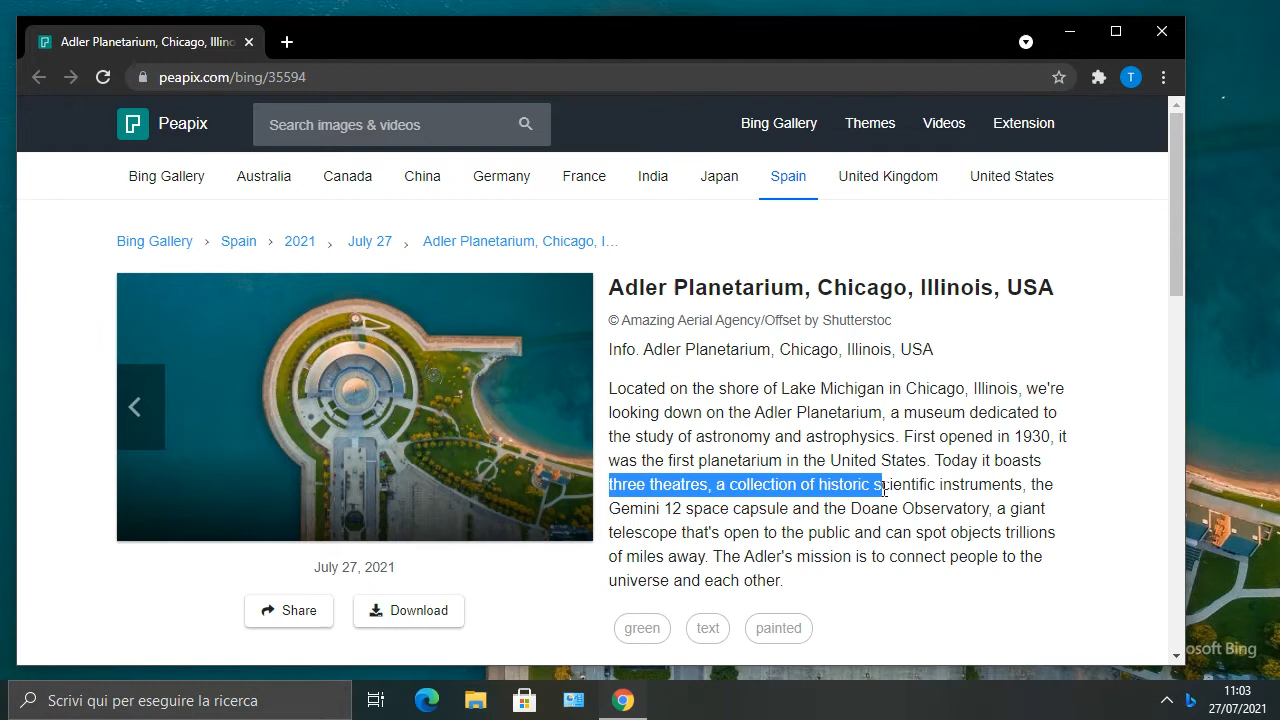 Adler Planetarium, Chicago, Illino
peapix.com/bing/35594
T
Peapix
Search images & videos
Bing Gallery Themes Videos Extension
Bing Gallery Australia Canada China Germany France India Japan Spain United Kingdom United States
Bing Gallery › Spain › 2021 › July 27 › Adler Planetarium, Chicago, I...
Adler Planetarium, Chicago, Illinois, USA
© Amazing Aerial Agency/Offset by Shutterstoc
Info. Adler Planetarium, Chicago, Illinois, USA
Located on the shore of Lake Michigan in Chicago, Illinois, we're
looking down on the Adler Planetarium, a museum dedicated to
the study of astronomy and astrophysics. First opened in 1930, it
was the first planetarium in the United States. Today it boasts
three theatres, a collection of historic scientific instruments, the
Gemini 12 space capsule and the Doane Observatory, a giant
telescope that's open to the public and can spot objects trillions
of miles away. The Adler's mission is to connect people to the
universe and each other.
July 27, 2021
Share Download
green text painted
osoft Bing
Scrivi qui per eseguire la ricerca
11:03
27/07/2021